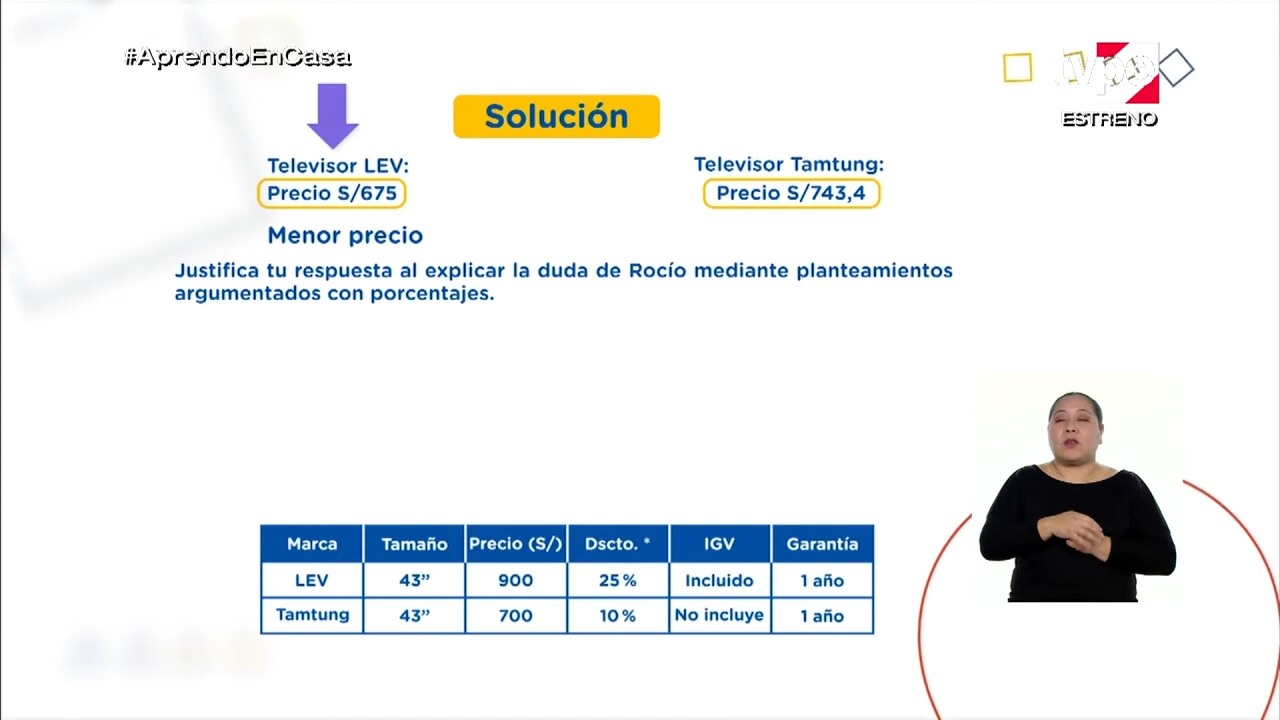 #AprendoEnCasa
tvpe
ESTRENO
Solución
Televisor LEV:
Precio S/675
Menor precio
Televisor Tamtung:
Precio S/743,4
Justifica tu respuesta al explicar la duda de Rocío mediante planteamientos
argumentados con porcentajes.
Marca Tamaño Precio (S/) Dscto. * IGV Garantía
LEV 43” 900 25 % Incluido 1 año
Tamtung 43” 700 10 % No incluye 1 año